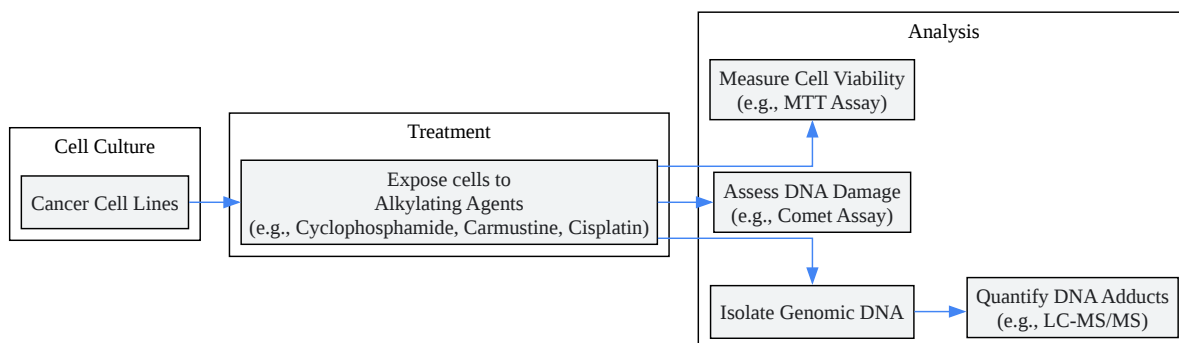 Cell Culture
Cancer Cell Lines
Treatment
Expose cells to
Alkylating Agents
(e.g., Cyclophosphamide, Carmustine, Cisplatin)
Analysis
Measure Cell Viability
(e.g., MTT Assay)
Assess DNA Damage
(e.g., Comet Assay)
Isolate Genomic DNA
Quantify DNA Adducts
(e.g., LC-MS/MS)